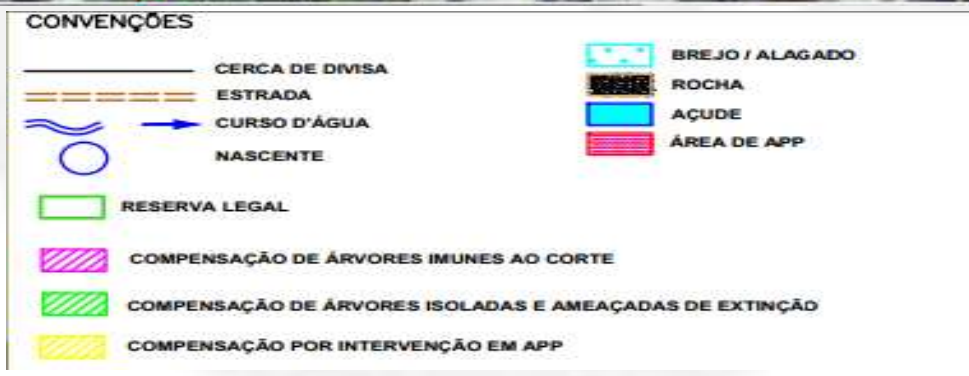 CONVENÇÕES
CERCA DE DIVISA
ESTRADA
CURSO D'ÁGUA
NASCENTE
BREJO / ALAGADO
ROCHA
AÇUDE
ÁREA DE APP
RESERVA LEGAL
COMPENSAÇÃO DE ÁRVORES IMUNES AO CORTE
COMPENSAÇÃO DE ÁRVORES ISOLADAS E AMEAÇADAS DE EXTINÇÃO
COMPENSAÇÃO POR INTERVENÇÃO EM APP